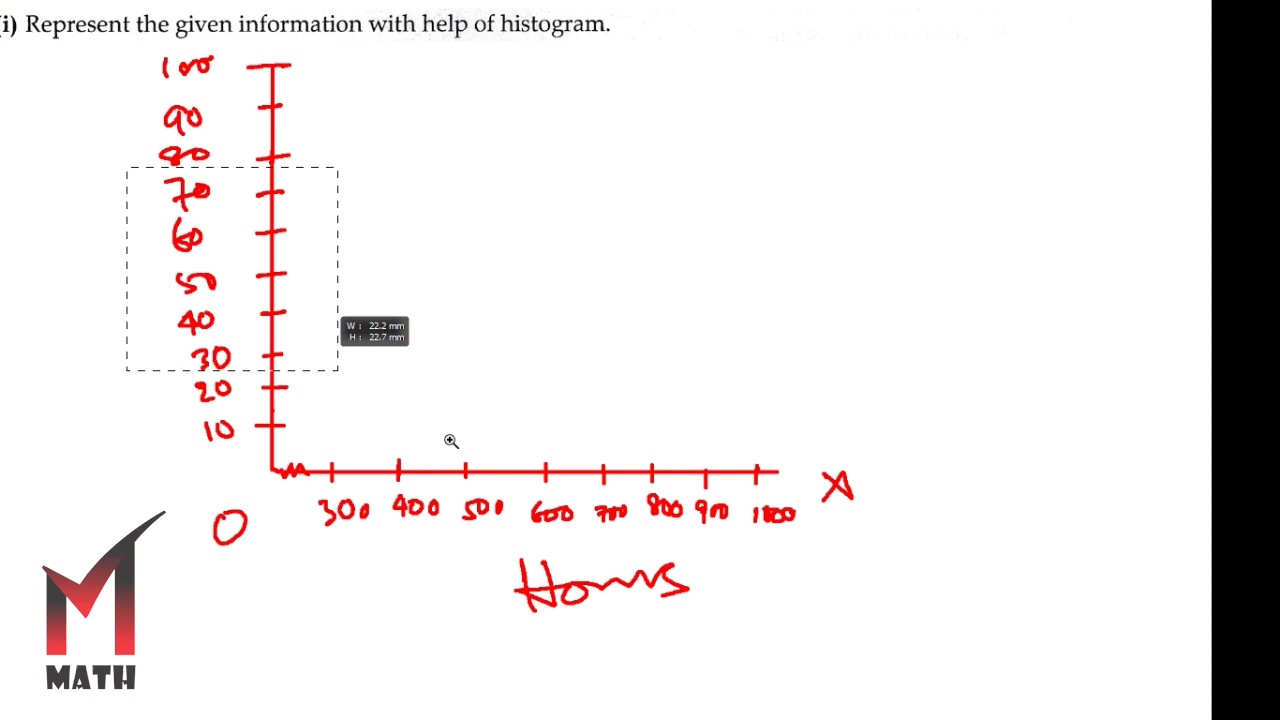 (i) Represent the given information with help of histogram.
100
90
80
70
60
50
40
W : 22.2 mm
H : 22.7 mm
30
20
10
300 400 500 600 700 800 900 1000
X
O
Hours
MATH